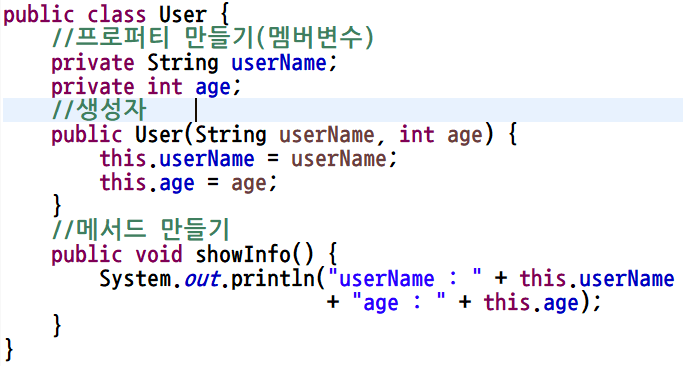 public class User {
    //프로퍼티 만들기(멤버변수)
    private String userName;
    private int age;
    //생성자
    public User(String userName, int age) {
        this.userName = userName;
        this.age = age;
    }
    //메서드 만들기
    public void showInfo() {
        System.out.println("userName : " + this.userName
                           + "age : " + this.age);
    }
}